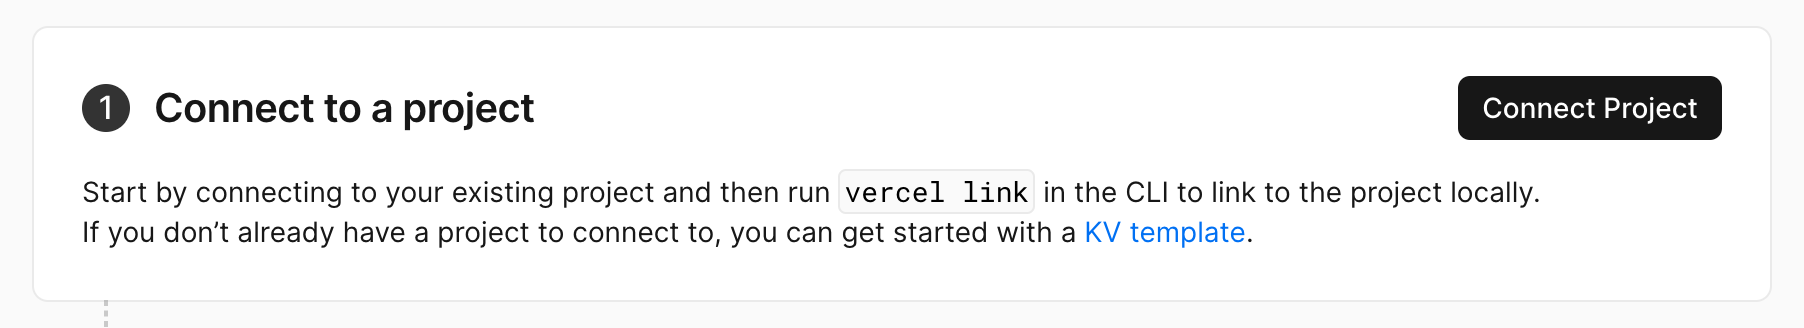 1 Connect to a project
Connect Project
Start by connecting to your existing project and then run vercel link in the CLI to link to the project locally.
If you don’t already have a project to connect to, you can get started with a KV template.